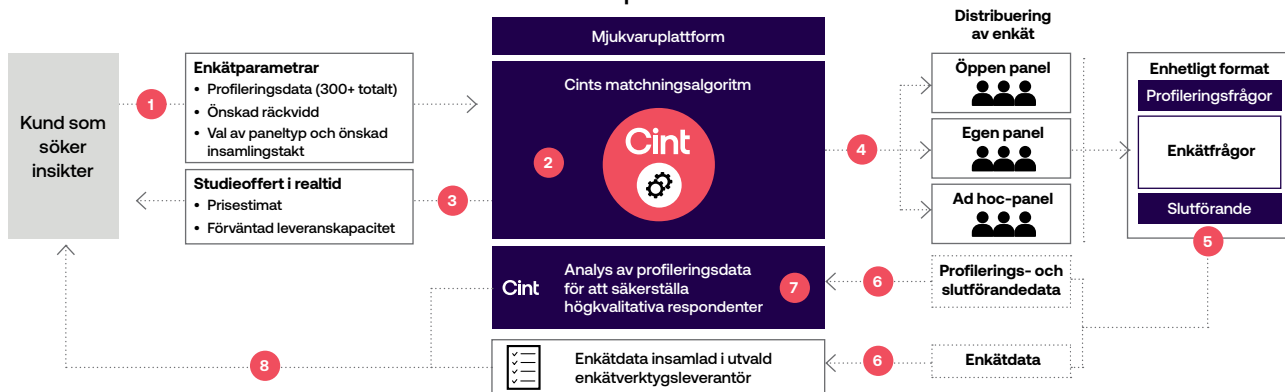 Kund som
söker
insikter
1
Enkätparametrar
• Profileringsdata (300+ totalt)
• Önskad räckvidd
• Val av paneltyp och önskad
insamlingstakt
Studieoffert i realtid
• Prisestimat
• Förväntad leveranskapacitet
3
Mjukvaruplattform
Cints matchningsalgoritm
2
Cint
4
Distribuering
av enkät
Öppen panel
Egen panel
Ad hoc-panel
Enhetligt format
Profileringsfrågor
Enkätfrågor
Slutförande
5
Cint
Analys av profileringsdata
för att säkerställa
högkvalitativa respondenter
7
6
Profilerings- och
slutförandedata
8
Enkätdata insamlad i utvald
enkätverktygsleverantör
6
Enkätdata